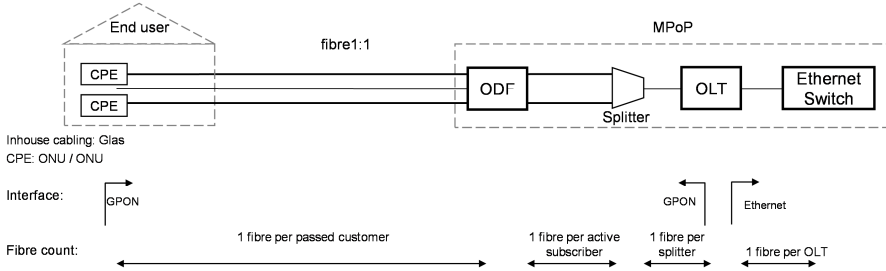 End user
fibre1:1
MPoP
CPE
CPE
ODF
Splitter
OLT
Ethernet
Switch
Inhouse cabling: Glas
CPE: ONU / ONU
Interface:
GPON
GPON
Ethernet
Fibre count:
1 fibre per passed customer
1 fibre per active
subscriber
1 fibre per
splitter
1 fibre per OLT